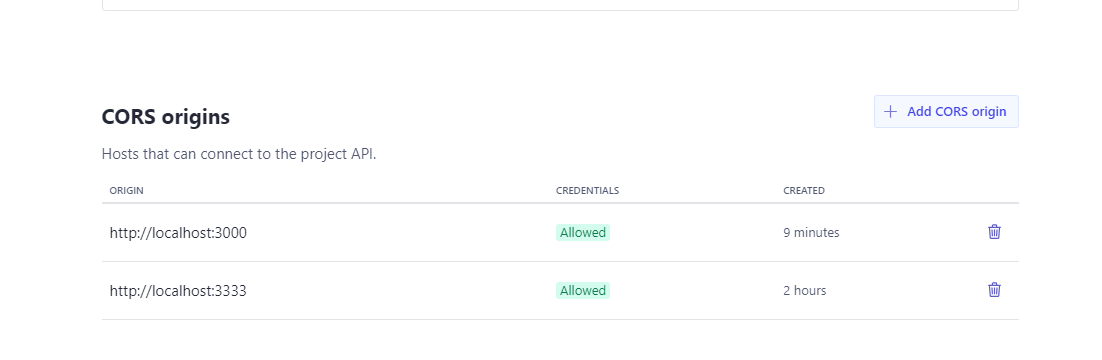 CORS origins
Add CORS origin
Hosts that can connect to the project API.
ORIGIN CREDENTIALS CREATED
http://localhost:3000 Allowed 9 minutes
http://localhost:3333 Allowed 2 hours